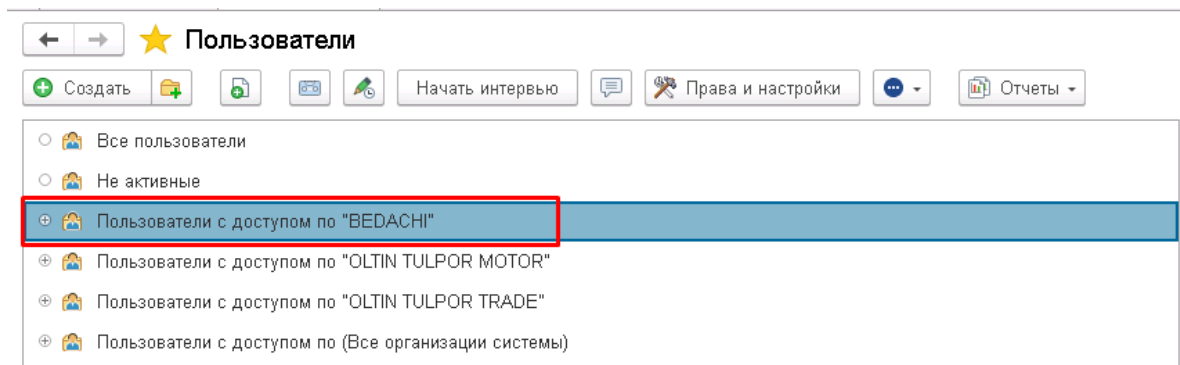 Пользователи
Создать Начать интервью Права и настройки Отчеты
Все пользователи
Не активные
Пользователи с доступом по "BEDACHI"
Пользователи с доступом по "OLTIN TULPOR MOTOR"
Пользователи с доступом по "OLTIN TULPOR TRADE"
Пользователи с доступом по (Все организации системы)